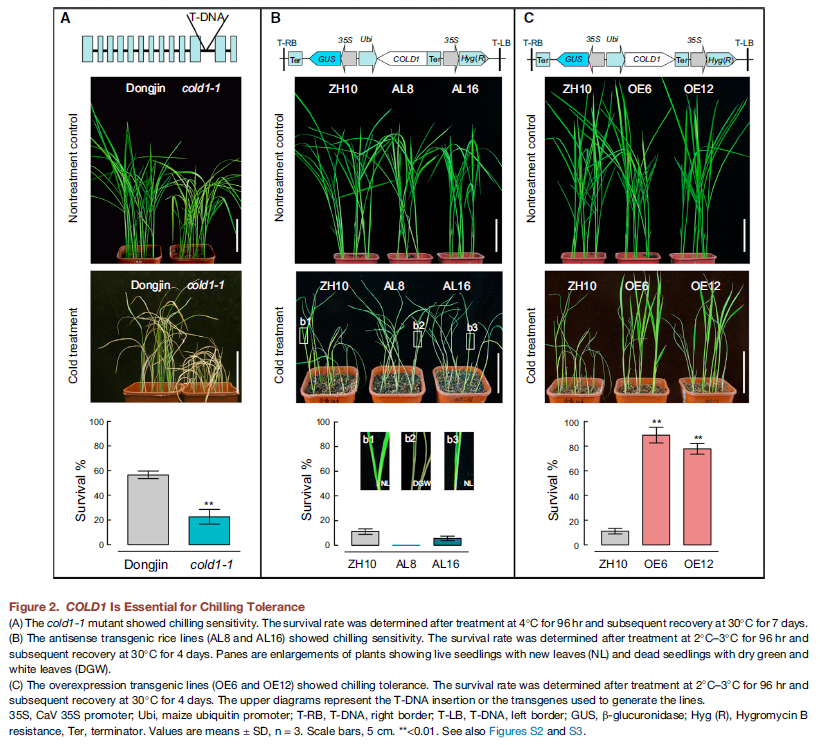 A
T-DNA
Dongjin cold1-1
Nontreatment control
Dongjin cold1-1
Cold treatment
Survival %
100
80
60
40
20
0
**
Dongjin cold1-1
B
T-RB 35S Ubi 35S T-LB
Ter GUS COLD1 Ter Hyg(R)
ZH10 AL8 AL16
Nontreatment control
ZH10 AL8 AL16
b1 b2 b3
Cold treatment
Survival %
100
80
60
40
20
0
b1 b2 b3
NL DGW NL
ZH10 AL8 AL16
C
T-RB 35S Ubi 35S T-LB
Ter GUS COLD1 Ter Hyg(R)
ZH10 OE6 OE12
Nontreatment control
ZH10 OE6 OE12
Cold treatment
Survival %
100
80
60
40
20
0
** **
ZH10 OE6 OE12
Figure 2. COLD1 Is Essential for Chilling Tolerance
(A) The cold1-1 mutant showed chilling sensitivity. The survival rate was determined after treatment at 4°C for 96 hr and subsequent recovery at 30°C for 7 days.
(B) The antisense transgenic rice lines (AL8 and AL16) showed chilling sensitivity. The survival rate was determined after treatment at 2°C–3°C for 96 hr and
subsequent recovery at 30°C for 4 days. Panes are enlargements of plants showing live seedlings with new leaves (NL) and dead seedlings with dry green and
white leaves (DGW).
(C) The overexpression transgenic lines (OE6 and OE12) showed chilling tolerance. The survival rate was determined after treatment at 2°C–3°C for 96 hr and
subsequent recovery at 30°C for 4 days. The upper diagrams represent the T-DNA insertion or the transgenes used to generate the lines.
35S, CaV 35S promoter; Ubi, maize ubiquitin promoter; T-RB, T-DNA, right border; T-LB, T-DNA, left border; GUS, β-glucuronidase; Hyg (R), Hygromycin B
resistance, Ter, terminator. Values are means ± SD, n = 3. Scale bars, 5 cm. **<0.01. See also Figures S2 and S3.